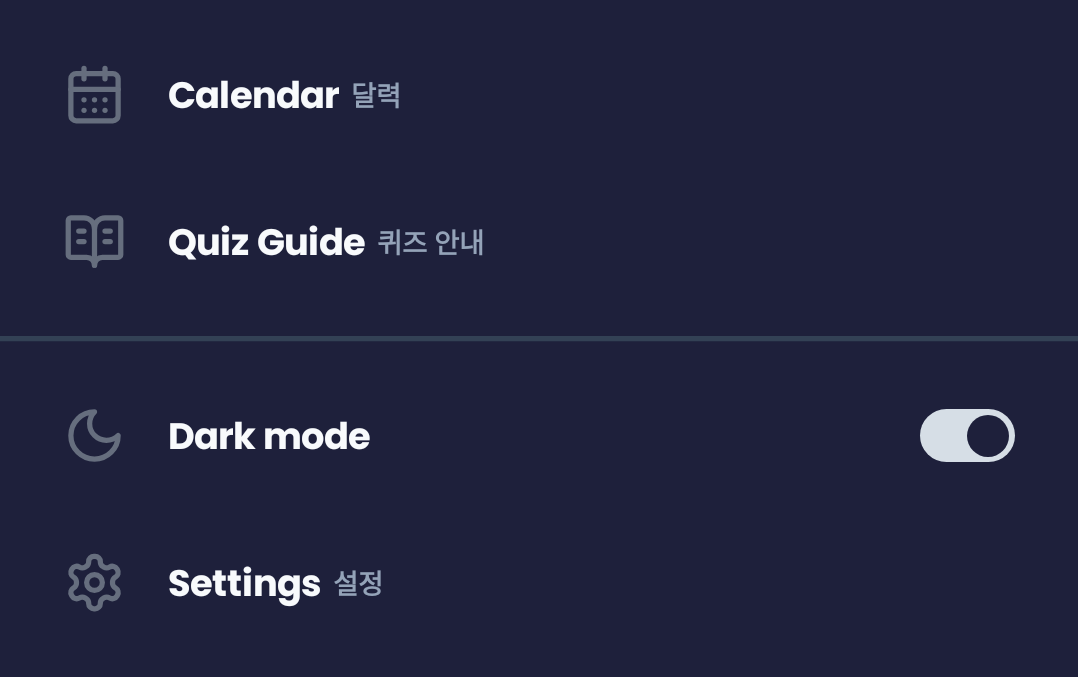 Calendar 달력
Quiz Guide 퀴즈 안내
Dark mode
Settings 설정